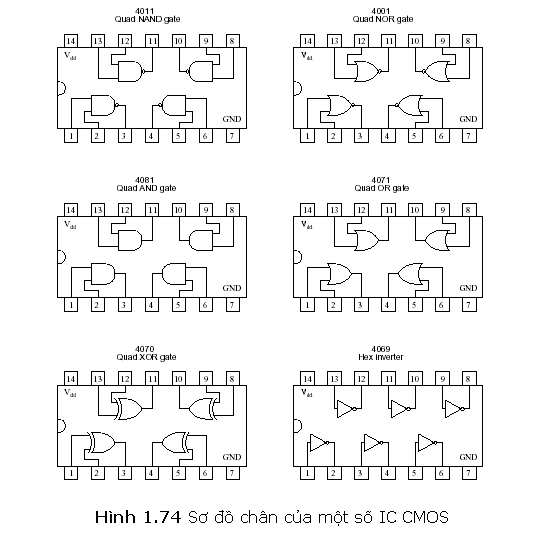 4011 4001
Quad NAND gate Quad NOR gate
14 13 12 11 10 9 8 14 13 12 11 10 9 8
Vdd Vdd
GND GND
1 2 3 4 5 6 7 1 2 3 4 5 6 7
4081 4071
Quad AND gate Quad OR gate
14 13 12 11 10 9 8 14 13 12 11 10 9 8
Vdd Vdd
GND GND
1 2 3 4 5 6 7 1 2 3 4 5 6 7
4070 4069
Quad XOR gate Hex inverter
14 13 12 11 10 9 8 14 13 12 11 10 9 8
Vdd Vdd
GND GND
1 2 3 4 5 6 7 1 2 3 4 5 6 7
Hình 1.74 Sơ đồ chân của một số IC CMOS